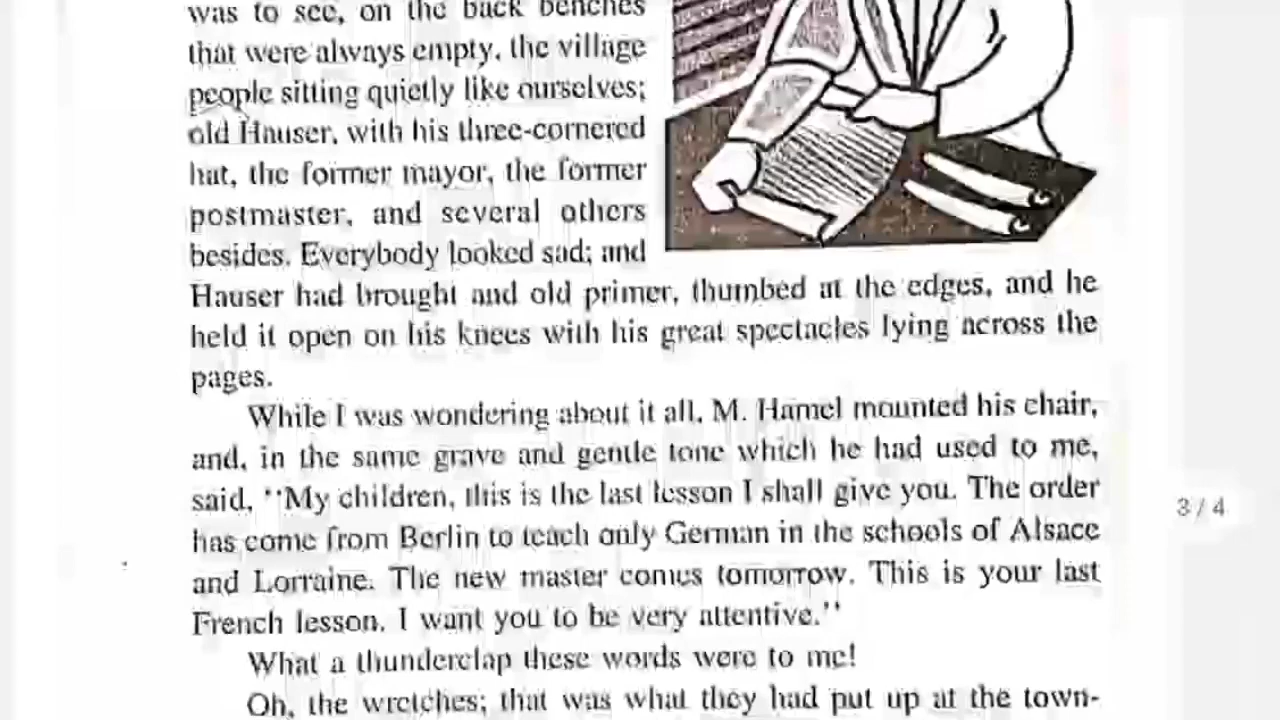 was to see, on the back benches
that were always empty, the village
people sitting quietly like ourselves;
old Hauser, with his three-cornered
hat, the former mayor, the former
postmaster, and several others
besides. Everybody looked sad; and
Hauser had brought and old primer, thumbed at the edges, and he
held it open on his knees with his great spectacles lying across the
pages.
While I was wondering about it all, M. Hamel mounted his chair,
and, in the same grave and gentle tone which he had used to me,
said, “My children, this is the last lesson I shall give you. The order
has come from Berlin to teach only German in the schools of Alsace
and Lorraine. The new master comes tomorrow. This is your last
French lesson. I want you to be very attentive.”
What a thunderclap these words were to me!
Oh, the wretches; that was what they had put up at the town-
3 / 4